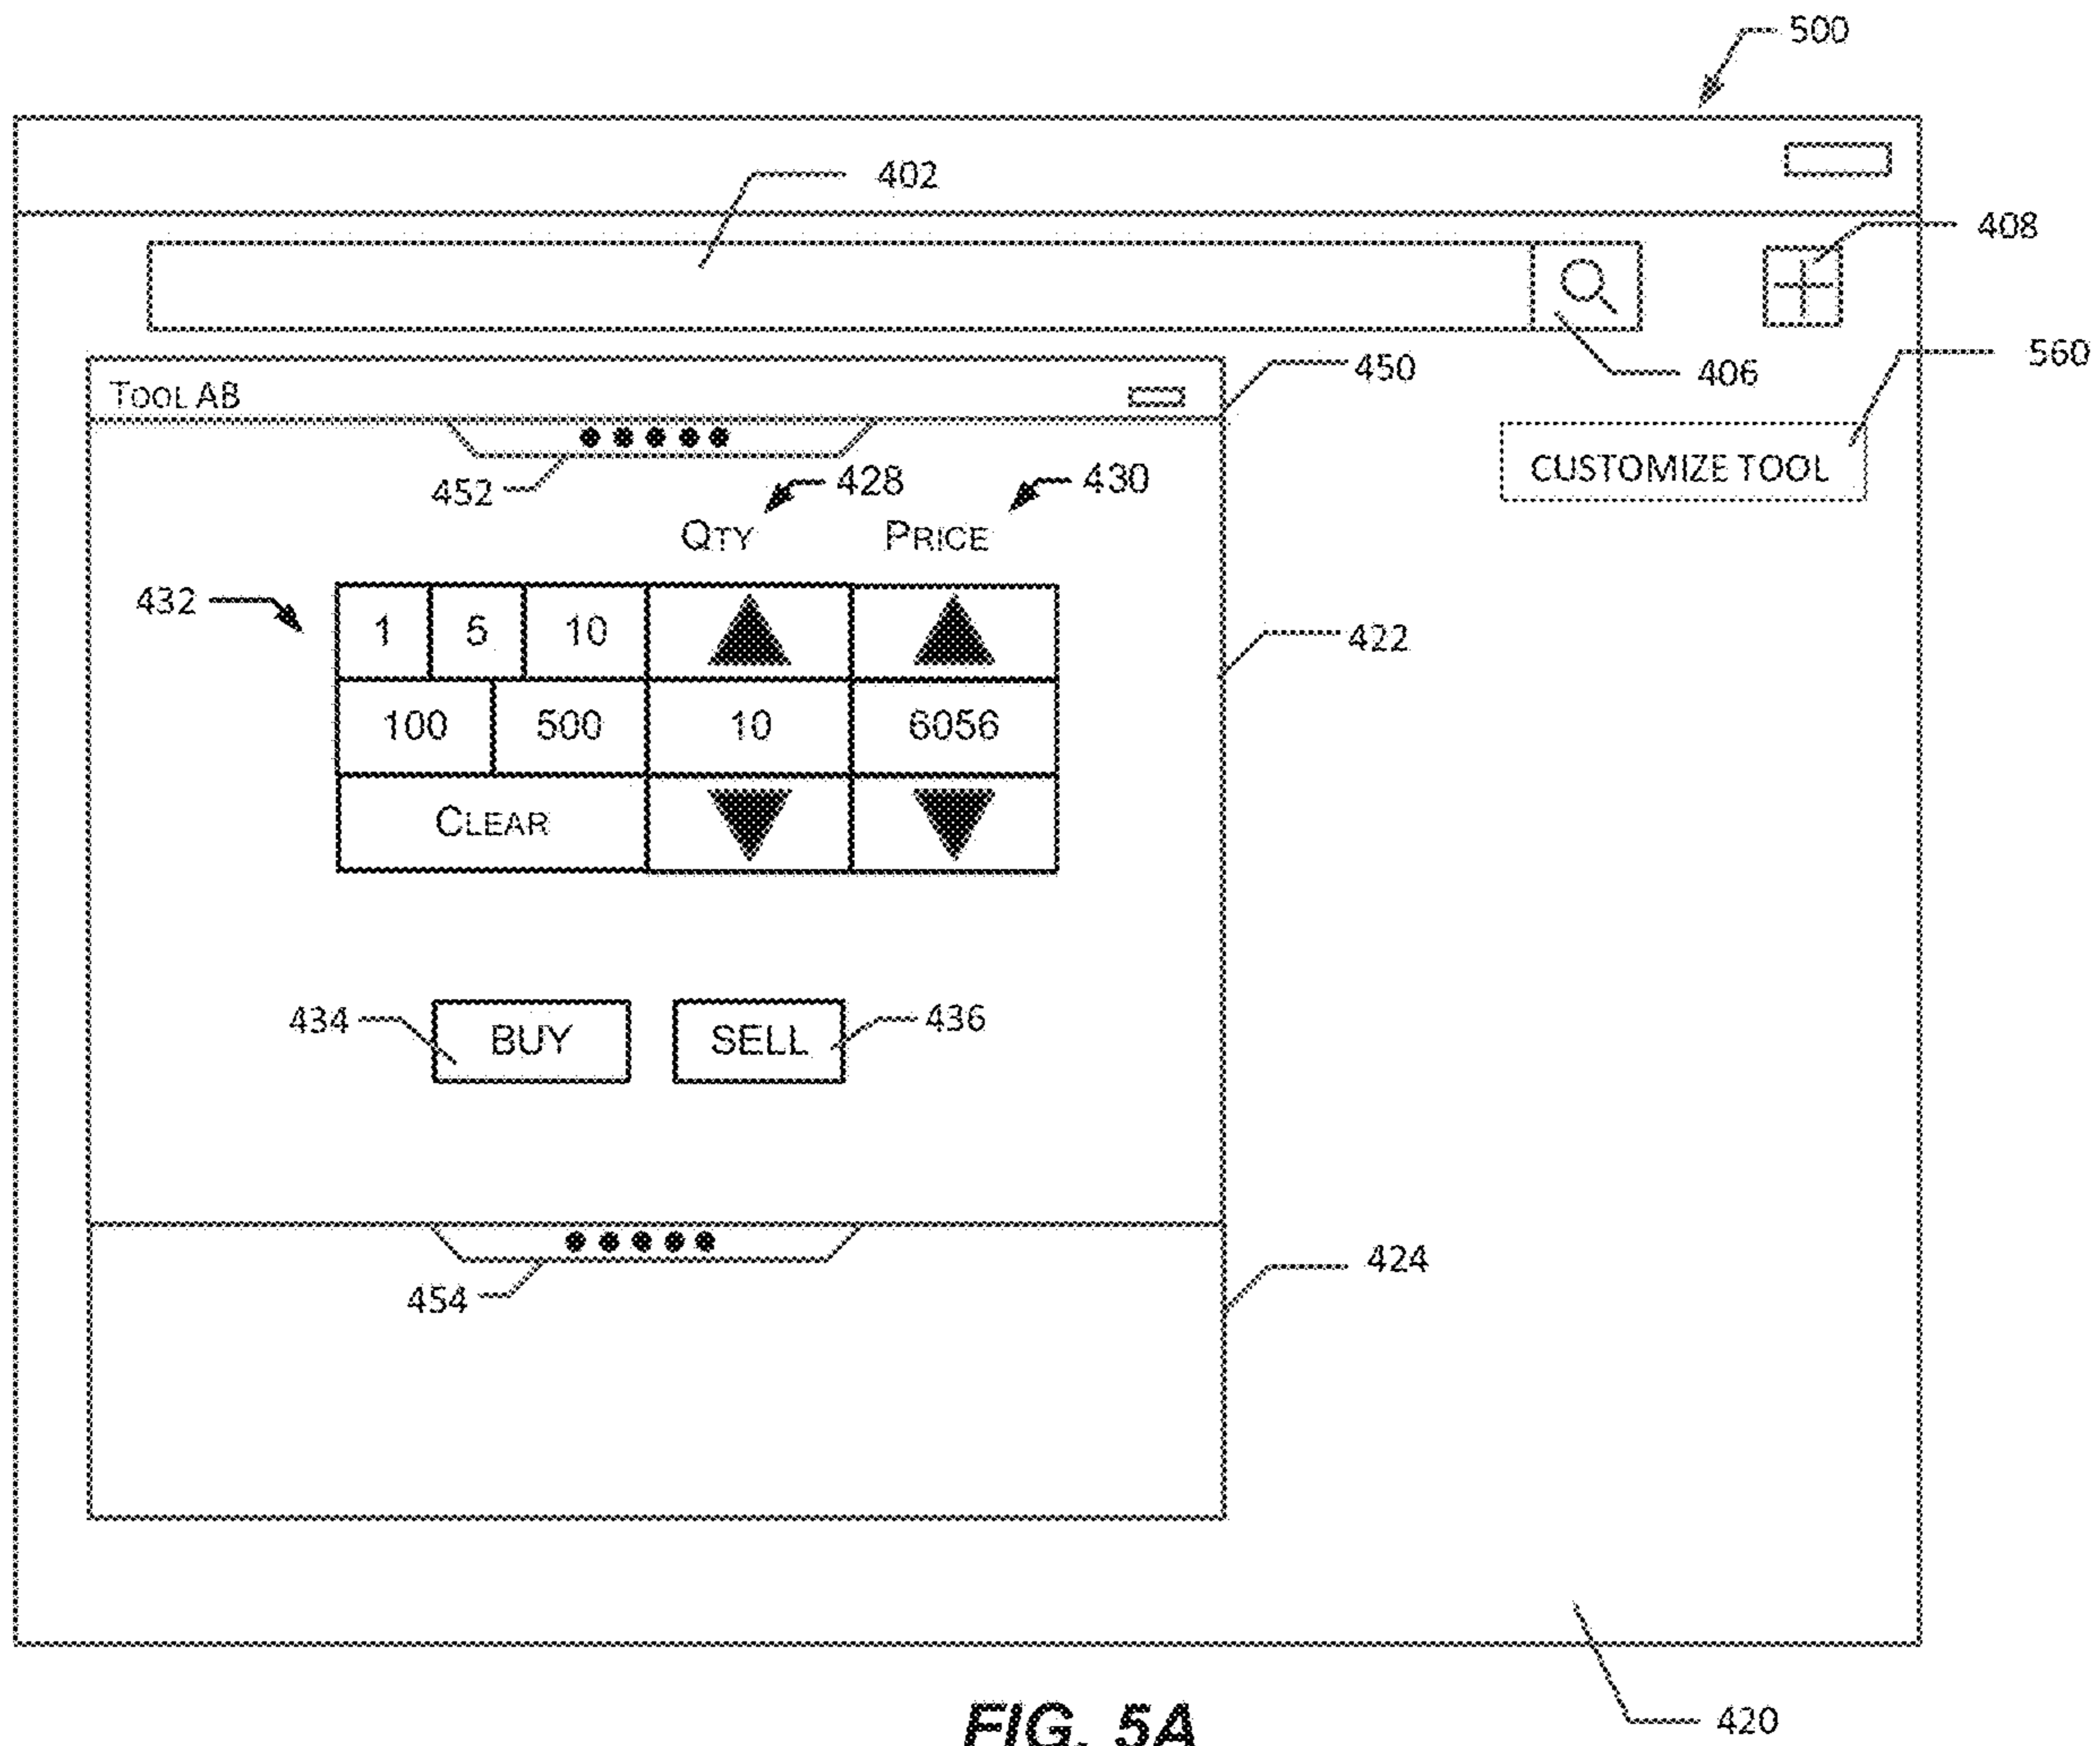 500
402
408
450
406
560
TOOL AB
CUSTOMIZE TOOL
452
428
430
QTY
PRICE
432
1
5
10
422
100
500
10
6056
CLEAR
434
BUY
SELL
436
454
424
FIG. 5A
420